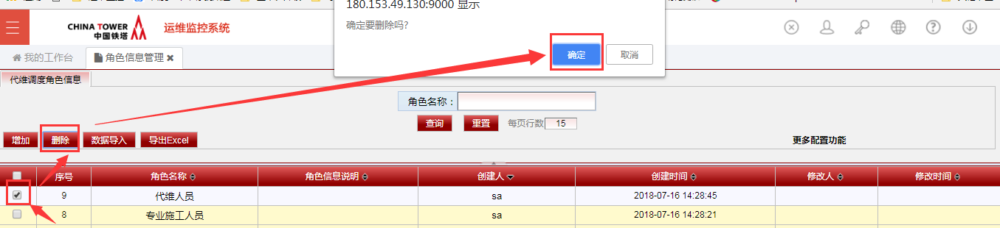 180.153.49.130:9000 显示
确定要删除吗?
确定 取消
CHINA TOWER
中国铁塔
运维监控系统
我的工作台 角色信息管理
代维调度角色信息
角色名称：
查询 重置 每页行数 15
增加 删除 数据导入 导出Excel 更多配置功能
序号 角色名称 角色信息说明 创建人 创建时间 修改人 修改时间
9 代维人员 sa 2018-07-16 14:28:45
8 专业施工人员 sa 2018-07-16 14:28:21